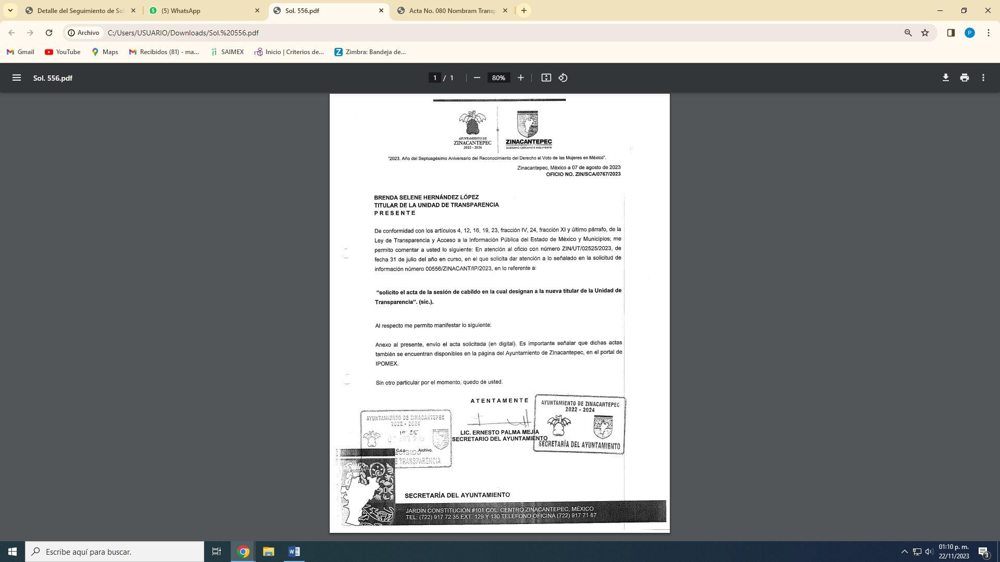 Detalle del Seguimiento de Sol
(5) WhatsApp
Sol. 556.pdf
Acta No. 080 Nombram Transp
Archivo
C:/Users/USUARIO/Downloads/Sol.%20556.pdf
P
Gmail
YouTube
Maps
Recibidos (81) - ma...
SAIMEX
Inicio | Criterios de...
Zimbra: Bandeja de...
Sol. 556.pdf
1 / 1
80%
AYUNTAMIENTO DE
ZINACANTEPEC
2022 - 2024
ZINACANTEPEC
GOBIERNO CERCANO E INCLUYENTE
"2023. Año del Septuagésimo Aniversario del Reconocimiento del Derecho al Voto de las Mujeres en México".
Zinacantepec, México a 07 de agosto de 2023
OFICIO NO. ZIN/SCA/0767/2023
BRENDA SELENE HERNÁNDEZ LÓPEZ
TITULAR DE LA UNIDAD DE TRANSPARENCIA
P R E S E N T E
De conformidad con los artículos 4, 12, 16, 19, 23, fracción IV, 24, fracción XI y último párrafo, de la
Ley de Transparencia y Acceso a la Información Pública del Estado de México y Municipios; me
permito comentar a usted lo siguiente: En atención al oficio con número ZIN/UT/02525/2023, de
fecha 31 de julio del año en curso, en el que solicita dar atención a lo señalado en la solicitud de
información número 00556/ZINACANT/IP/2023, en lo referente a:
"solicito el acta de la sesión de cabildo en la cual designan a la nueva titular de la Unidad de
Transparencia". (sic.).
Al respecto me permito manifestar lo siguiente:
Anexo al presente, envío el acta solicitada (en digital). Es importante señalar que dichas actas
también se encuentran disponibles en la página del Ayuntamiento de Zinacantepec, en el portal de
IPOMEX.
Sin otro particular por el momento, quedo de usted.
A T E N T A M E N T E
LIC. ERNESTO PALMA MEJÍA
SECRETARIO DEL AYUNTAMIENTO
AYUNTAMIENTO DE ZINACANTEPEC
2022 - 2024
SECRETARÍA DEL AYUNTAMIENTO
AYUNTAMIENTO DE ZINACANTEPEC
2022 - 2024
10 25
C.c.p. Archivo.
RECIBIDO
E TRANSPARENCIA
SECRETARÍA DEL AYUNTAMIENTO
JARDÍN CONSTITUCIÓN #101 COL. CENTRO ZINACANTEPEC, MÉXICO
TEL: (722) 917 72 35 EXT. 129 Y 130 TELÉFONO OFICINA (722) 917 71 87
Escribe aquí para buscar.
01:10 p. m.
22/11/2023
3